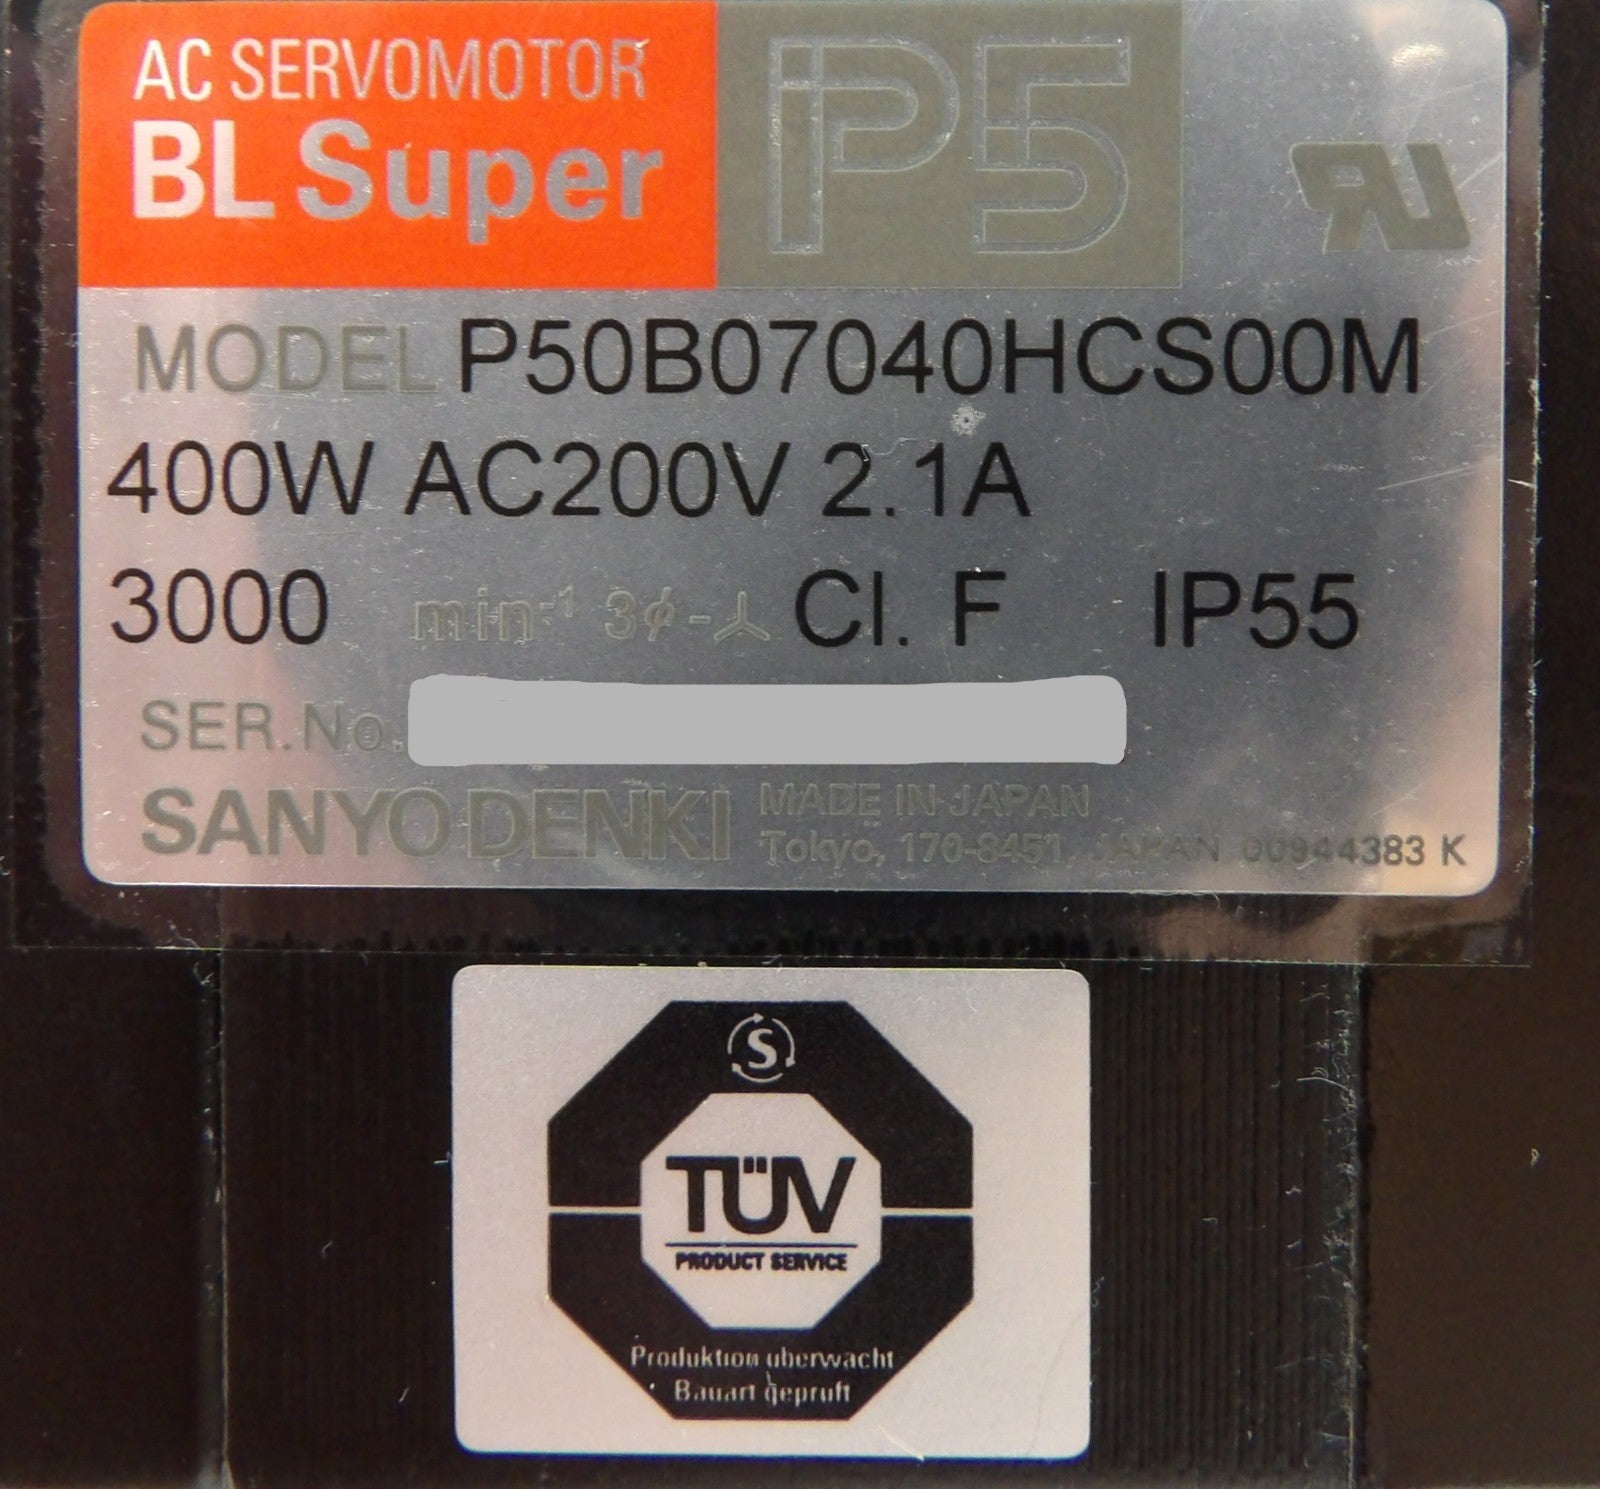 AC SERVOMOTOR
BL Super
P5
MODEL P50B07040HCS00M
400W AC200V 2.1A
3000 min-1 3ϕ-⅄ Cl. F IP55
SER.No.
SANYO DENKI
MADE IN JAPAN
Tokyo, 170-8451, JAPAN 00944383 K
S
TÜV
PRODUCT SERVICE
Produktion überwacht
Bauart geprüft